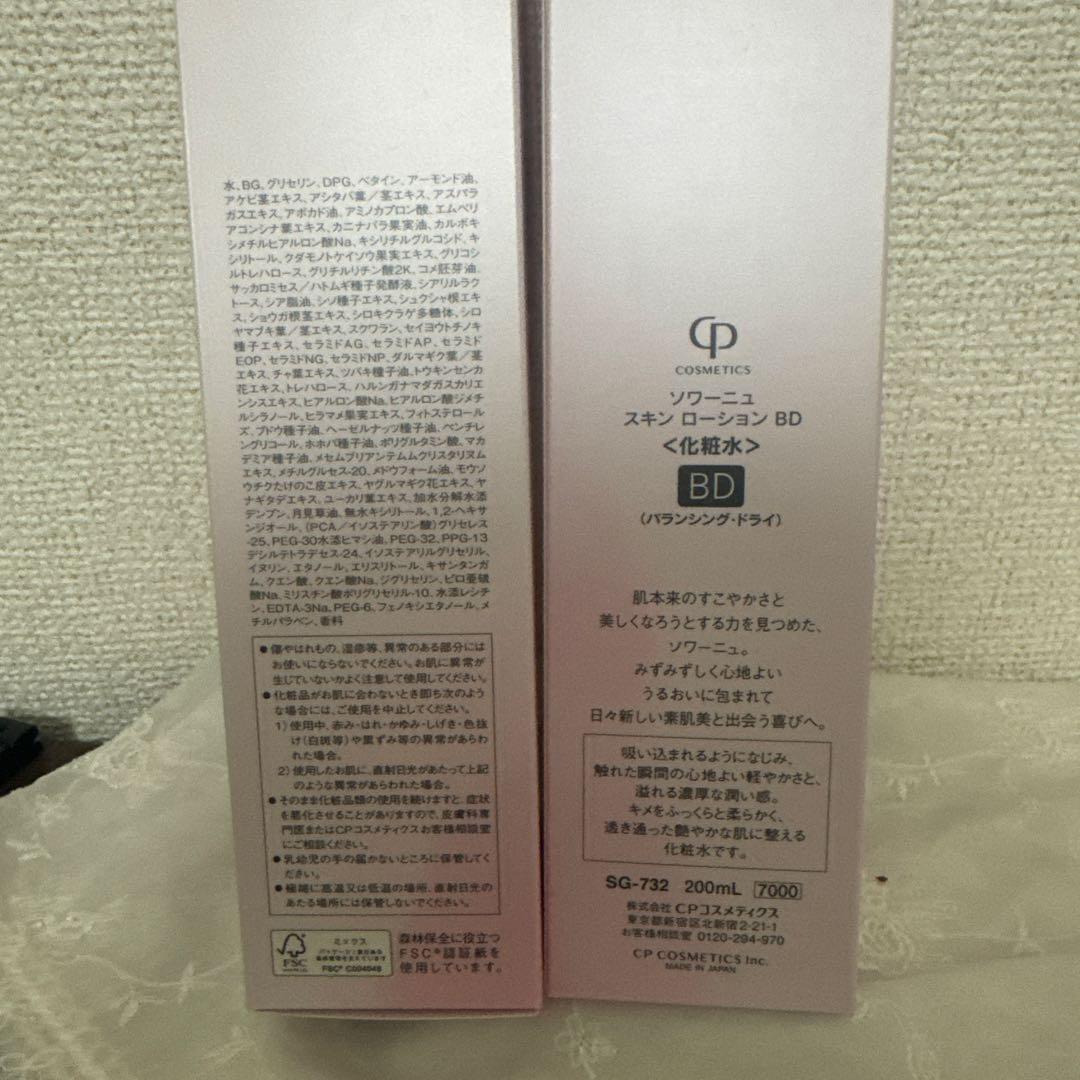 水、BG、グリセリン、DPG、ベタイン、アーモンド油、
アケビ茎エキス、アシタバ葉／茎エキス、アスパラ
ガスエキス、アボカド油、アミノカプロン酸、エムベリ
アコンシナ葉エキス、カニナバラ果実油、カルボキ
シメチルヒアルロン酸Na、キシリチルグルコシド、キ
シリトール、クダモノトケイソウ果実エキス、グリコシ
ルトレハロース、グリチルリチン酸2K、コメ胚芽油、
サッカロミセス／ハトムギ種子発酵液、シアリルラク
トース、シア脂油、シソ種子エキス、シュクシャ根エキ
ス、ショウガ根茎エキス、シロキクラゲ多糖体、シロ
ヤマブキ葉／茎エキス、スクワラン、セイヨウトチノキ
種子エキス、セラミドAG、セラミドAP、セラミド
EOP、セラミドNG、セラミドNP、ダルマギク葉／茎
エキス、チャ葉エキス、ツバキ種子油、トウキンセンカ
花エキス、トレハロース、ハルンガナマダガスカリエ
ンシスエキス、ヒアルロン酸Na、ヒアルロン酸ジメチ
ルシラノール、ヒラマメ果実エキス、フィトステロール
ズ、ブドウ種子油、ヘーゼルナッツ種子油、ペンチレ
ングリコール、ホホバ種子油、ポリグルタミン酸、マカ
デミア種子油、メセムブリアンテムムクリスタリヌム
エキス、メチルグルセス-20、メドウフォーム油、モウソ
ウチクたけのこ皮エキス、ヤグルマギク花エキス、ヤ
ナギタデエキス、ユーカリ葉エキス、加水分解水添
デンプン、月見草油、無水キシリトール、1,2-ヘキサ
ンジオール、(PCA／イソステアリン酸)グリセレス
-25、PEG-30水添ヒマシ油、PEG-32、PPG-13
デシルテトラデセス-24、イソステアリルグリセリル、
イヌリン、エタノール、エリスリトール、キサンタンガ
ム、クエン酸、クエン酸Na、ジグリセリン、ピロ亜硫
酸Na、ミリスチン酸ポリグリセリル-10、水添レシチ
ン、EDTA-3Na、PEG-6、フェノキシエタノール、メ
チルパラベン、香料
●傷やはれもの、湿疹等、異常のある部分には
お使いにならないでください。お肌に異常が
生じていないかよく注意して使用してください。
●化粧品がお肌に合わないとき即ち次のよう
な場合には、ご使用を中止してください。
1)使用中、赤み・はれ・かゆみ・しげき・色抜
け(白斑等)や黒ずみ等の異常があらわ
れた場合。
2)使用したお肌に、直射日光があたって上記
のような異常があらわれた場合。
●そのまま化粧品類の使用を続けますと、症状
を悪化させることがありますので、皮膚科専
門医またはCPコスメティクスお客様相談室
にご相談ください。
●乳幼児の手の届かないところに保管してく
ださい。
●極端に高温又は低温の場所、直射日光の
あたる場所には保管しないでください。
FSC
ミックス
FSC® C004048
森林保全に役立つ
FSC®認証紙を
使用しています。
cp
COSMETICS
ソワーニュ
スキン ローション BD
<化粧水>
BD
(バランシング・ドライ)
肌本来のすこやかさと
美しくなろうとする力を見つめた、
ソワーニュ。
みずみずしく心地よい
うるおいに包まれて
日々新しい素肌美と出会う喜びへ。
吸い込まれるようになじみ、
触れた瞬間の心地よい軽やかさと、
溢れる濃厚な潤い感。
キメをふっくらと柔らかく、
透き通った艶やかな肌に整える
化粧水です。
SG-732 200mL 7000
株式会社 CPコスメティクス
東京都新宿区北新宿2-21-1
お客様相談室 0120-294-970
CP COSMETICS Inc.
MADE IN JAPAN